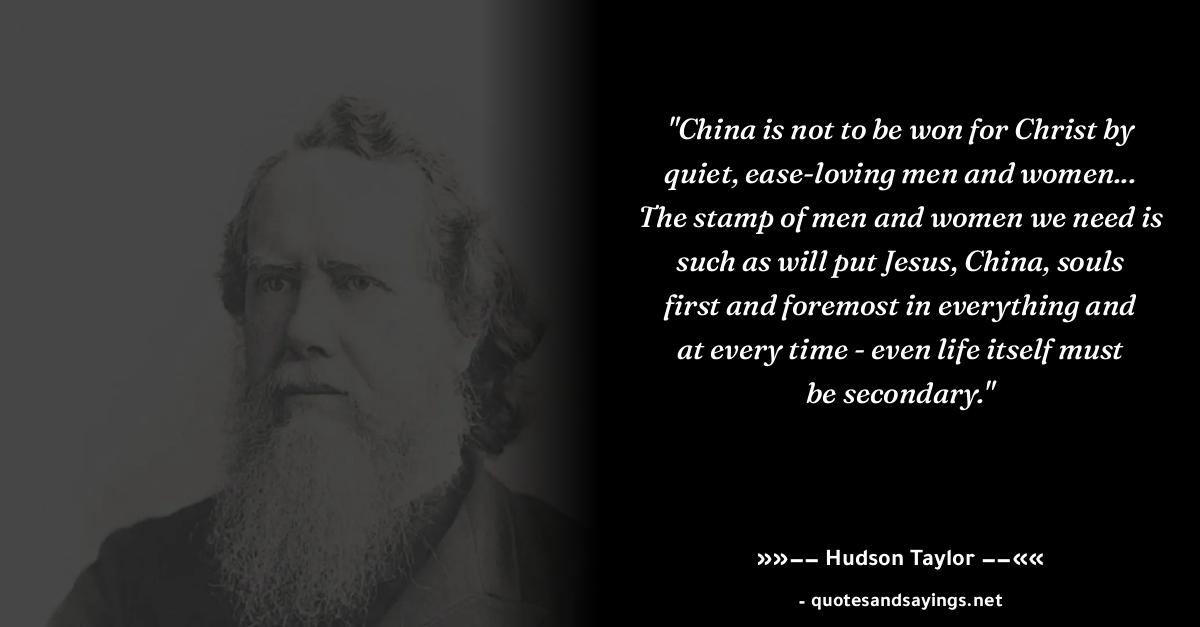 "China is not to be won for Christ by
quiet, ease-loving men and women...
The stamp of men and women we need is
such as will put Jesus, China, souls
first and foremost in everything and
at every time - even life itself must
be secondary."
»»−− Hudson Taylor −−««
- quotesandsayings.net